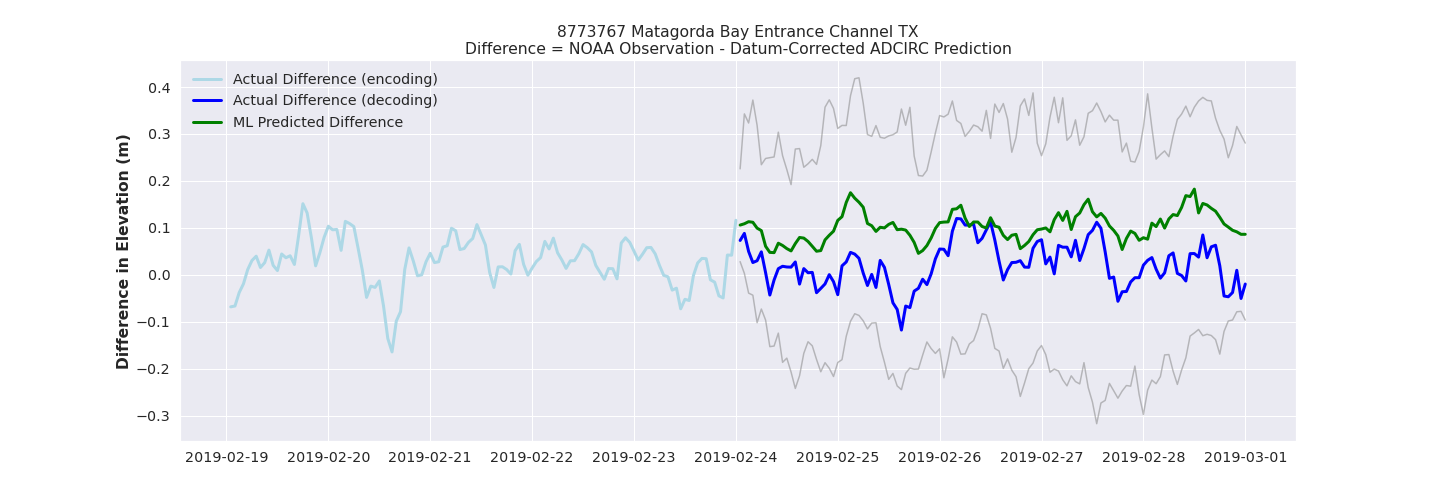 8773767 Matagorda Bay Entrance Channel TX
Difference = NOAA Observation - Datum-Corrected ADCIRC Prediction
Actual Difference (encoding)
Actual Difference (decoding)
ML Predicted Difference
Difference in Elevation (m)
0.4
0.3
0.2
0.1
0.0
−0.1
−0.2
−0.3
2019-02-19 2019-02-20 2019-02-21 2019-02-22 2019-02-23 2019-02-24 2019-02-25 2019-02-26 2019-02-27 2019-02-28 2019-03-01